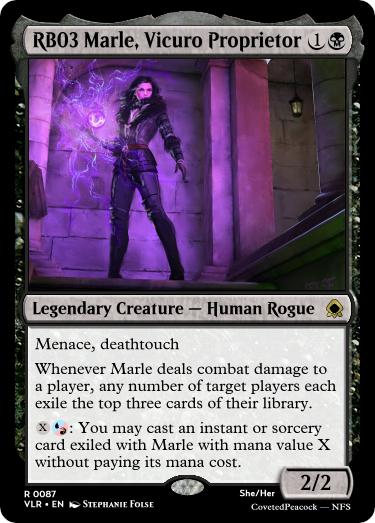 RB03 Marle, Vicuro Proprietor 1
Legendary Creature — Human Rogue
Menace, deathtouch
Whenever Marle deals combat damage to
a player, any number of target players each
exile the top three cards of their library.
X : You may cast an instant or sorcery
card exiled with Marle with mana value X
without paying its mana cost.
2/2
R 0087 She/Her
VLR • EN Stephanie Folse CovetedPeacock — NFS